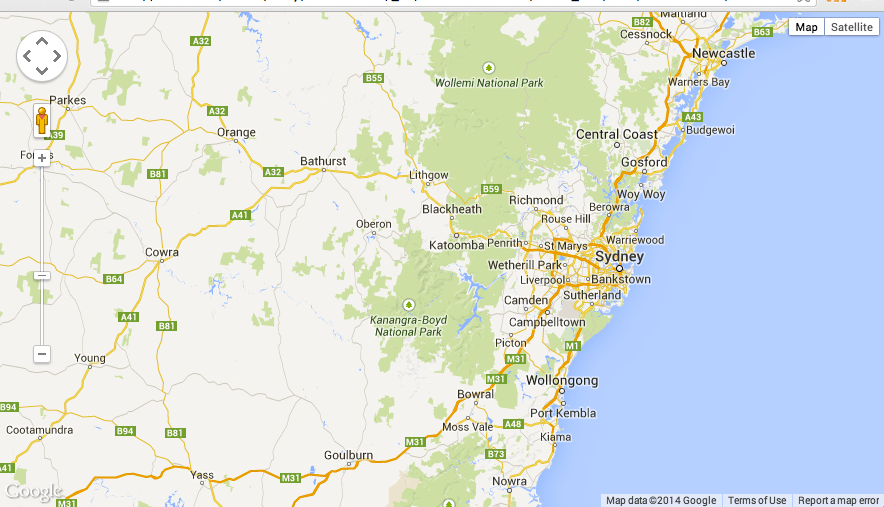 Maitland
B82
Cessnock
B63
Map
Satellite
A32
Newcastle
B55
Wollemi National Park
Warners Bay
Parkes
A32
A43
Budgewoi
A39
Orange
Central Coast
Bathurst
Gosford
A32
B81
Lithgow
B59
Woy Woy
Richmond
Berowra
A41
Blackheath
Rouse Hill
Oberon
Katoomba
Penrith
St Marys
Warriewood
Cowra
Sydney
Wetherill Park
B64
Liverpool
Bankstown
Sutherland
Camden
A41
B81
Kanangra-Boyd
National Park
Campbelltown
Picton
M1
Young
M31
M31
Wollongong
Bowral
B94
Port Kembla
Cootamundra
B94
B81
Moss Vale
A48
M31
Kiama
Goulburn
B73
A41
Yass
M31
Nowra
Google
M31
Map data ©2014 Google
Terms of Use
Report a map error